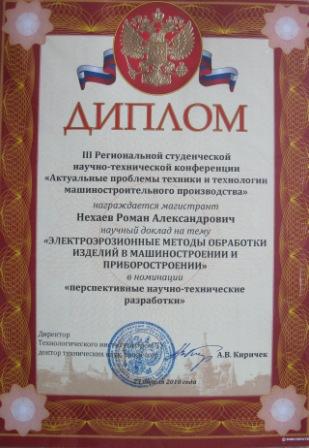 ДИПЛОМ
III Региональной студенческой
научно-технической конференции
«Актуальные проблемы техники и технологии
машиностроительного производства»
награждается магистрант
Нехаев Роман Александрович
научный доклад на тему
«ЭЛЕКТРОЭРОЗИОННЫЕ МЕТОДЫ ОБРАБОТКИ
ИЗДЕЛИЙ В МАШИНОСТРОЕНИИ И
ПРИБОРОСТРОЕНИИ»
в номинации
«перспективные научно-технические
разработки»
Директор
Технологического
доктор технических наук
А.В. Киричек
2010 года